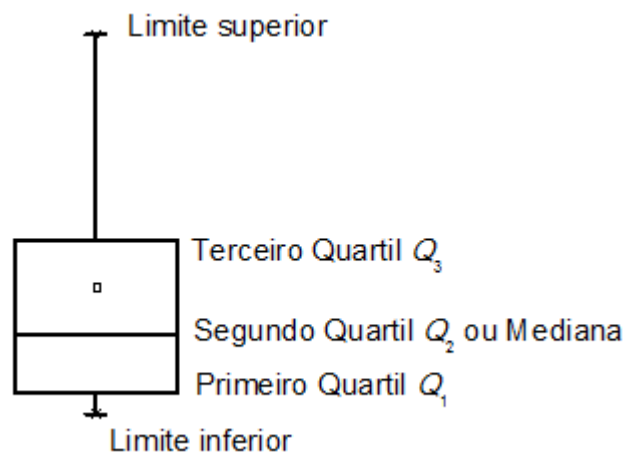 Limite superior
Terceiro Quartil Q₃
Segundo Quartil Q₂ ou Mediana
Primeiro Quartil Q₁
Limite inferior